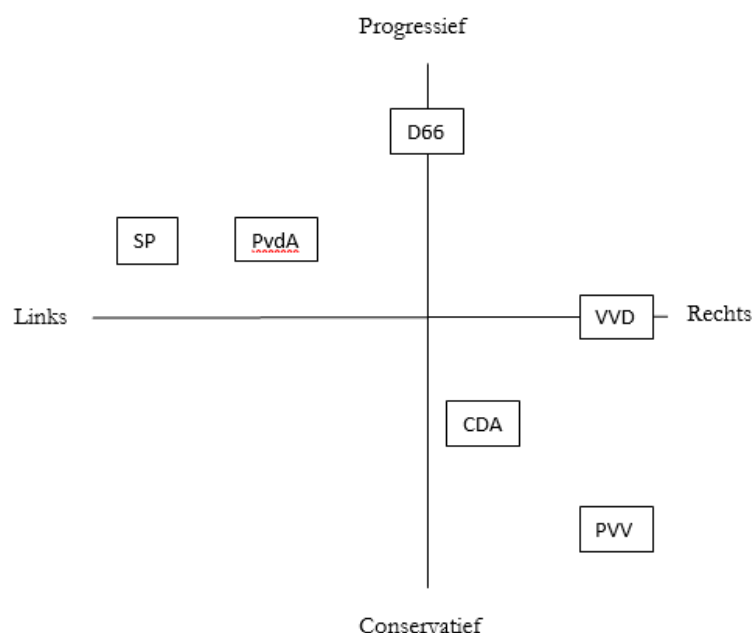 Progressief
D66
SP
PvdA
Links
VVD
Rechts
CDA
PVV
Conservatief